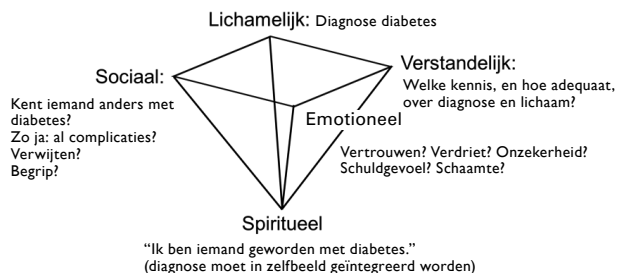 Lichamelijk: Diagnose diabetes
Sociaal:
Kent iemand anders met
diabetes?
Zo ja: al complicaties?
Verwijten?
Begrip?
Verstandelijk:
Welke kennis, en hoe adequaat,
over diagnose en lichaam?
Emotioneel
Vertrouwen? Verdriet? Onzekerheid?
Schuldgevoel? Schaamte?
Spiritueel
“Ik ben iemand geworden met diabetes.”
(diagnose moet in zelfbeeld geïntegreerd worden)